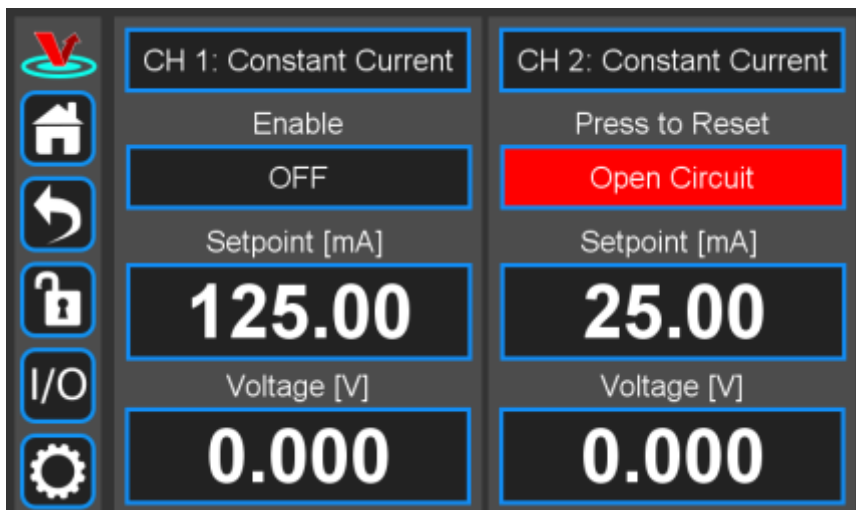 CH 1: Constant Current
Enable
OFF
Setpoint [mA]
125.00
Voltage [V]
0.000
CH 2: Constant Current
Press to Reset
Open Circuit
Setpoint [mA]
25.00
Voltage [V]
0.000
I/O